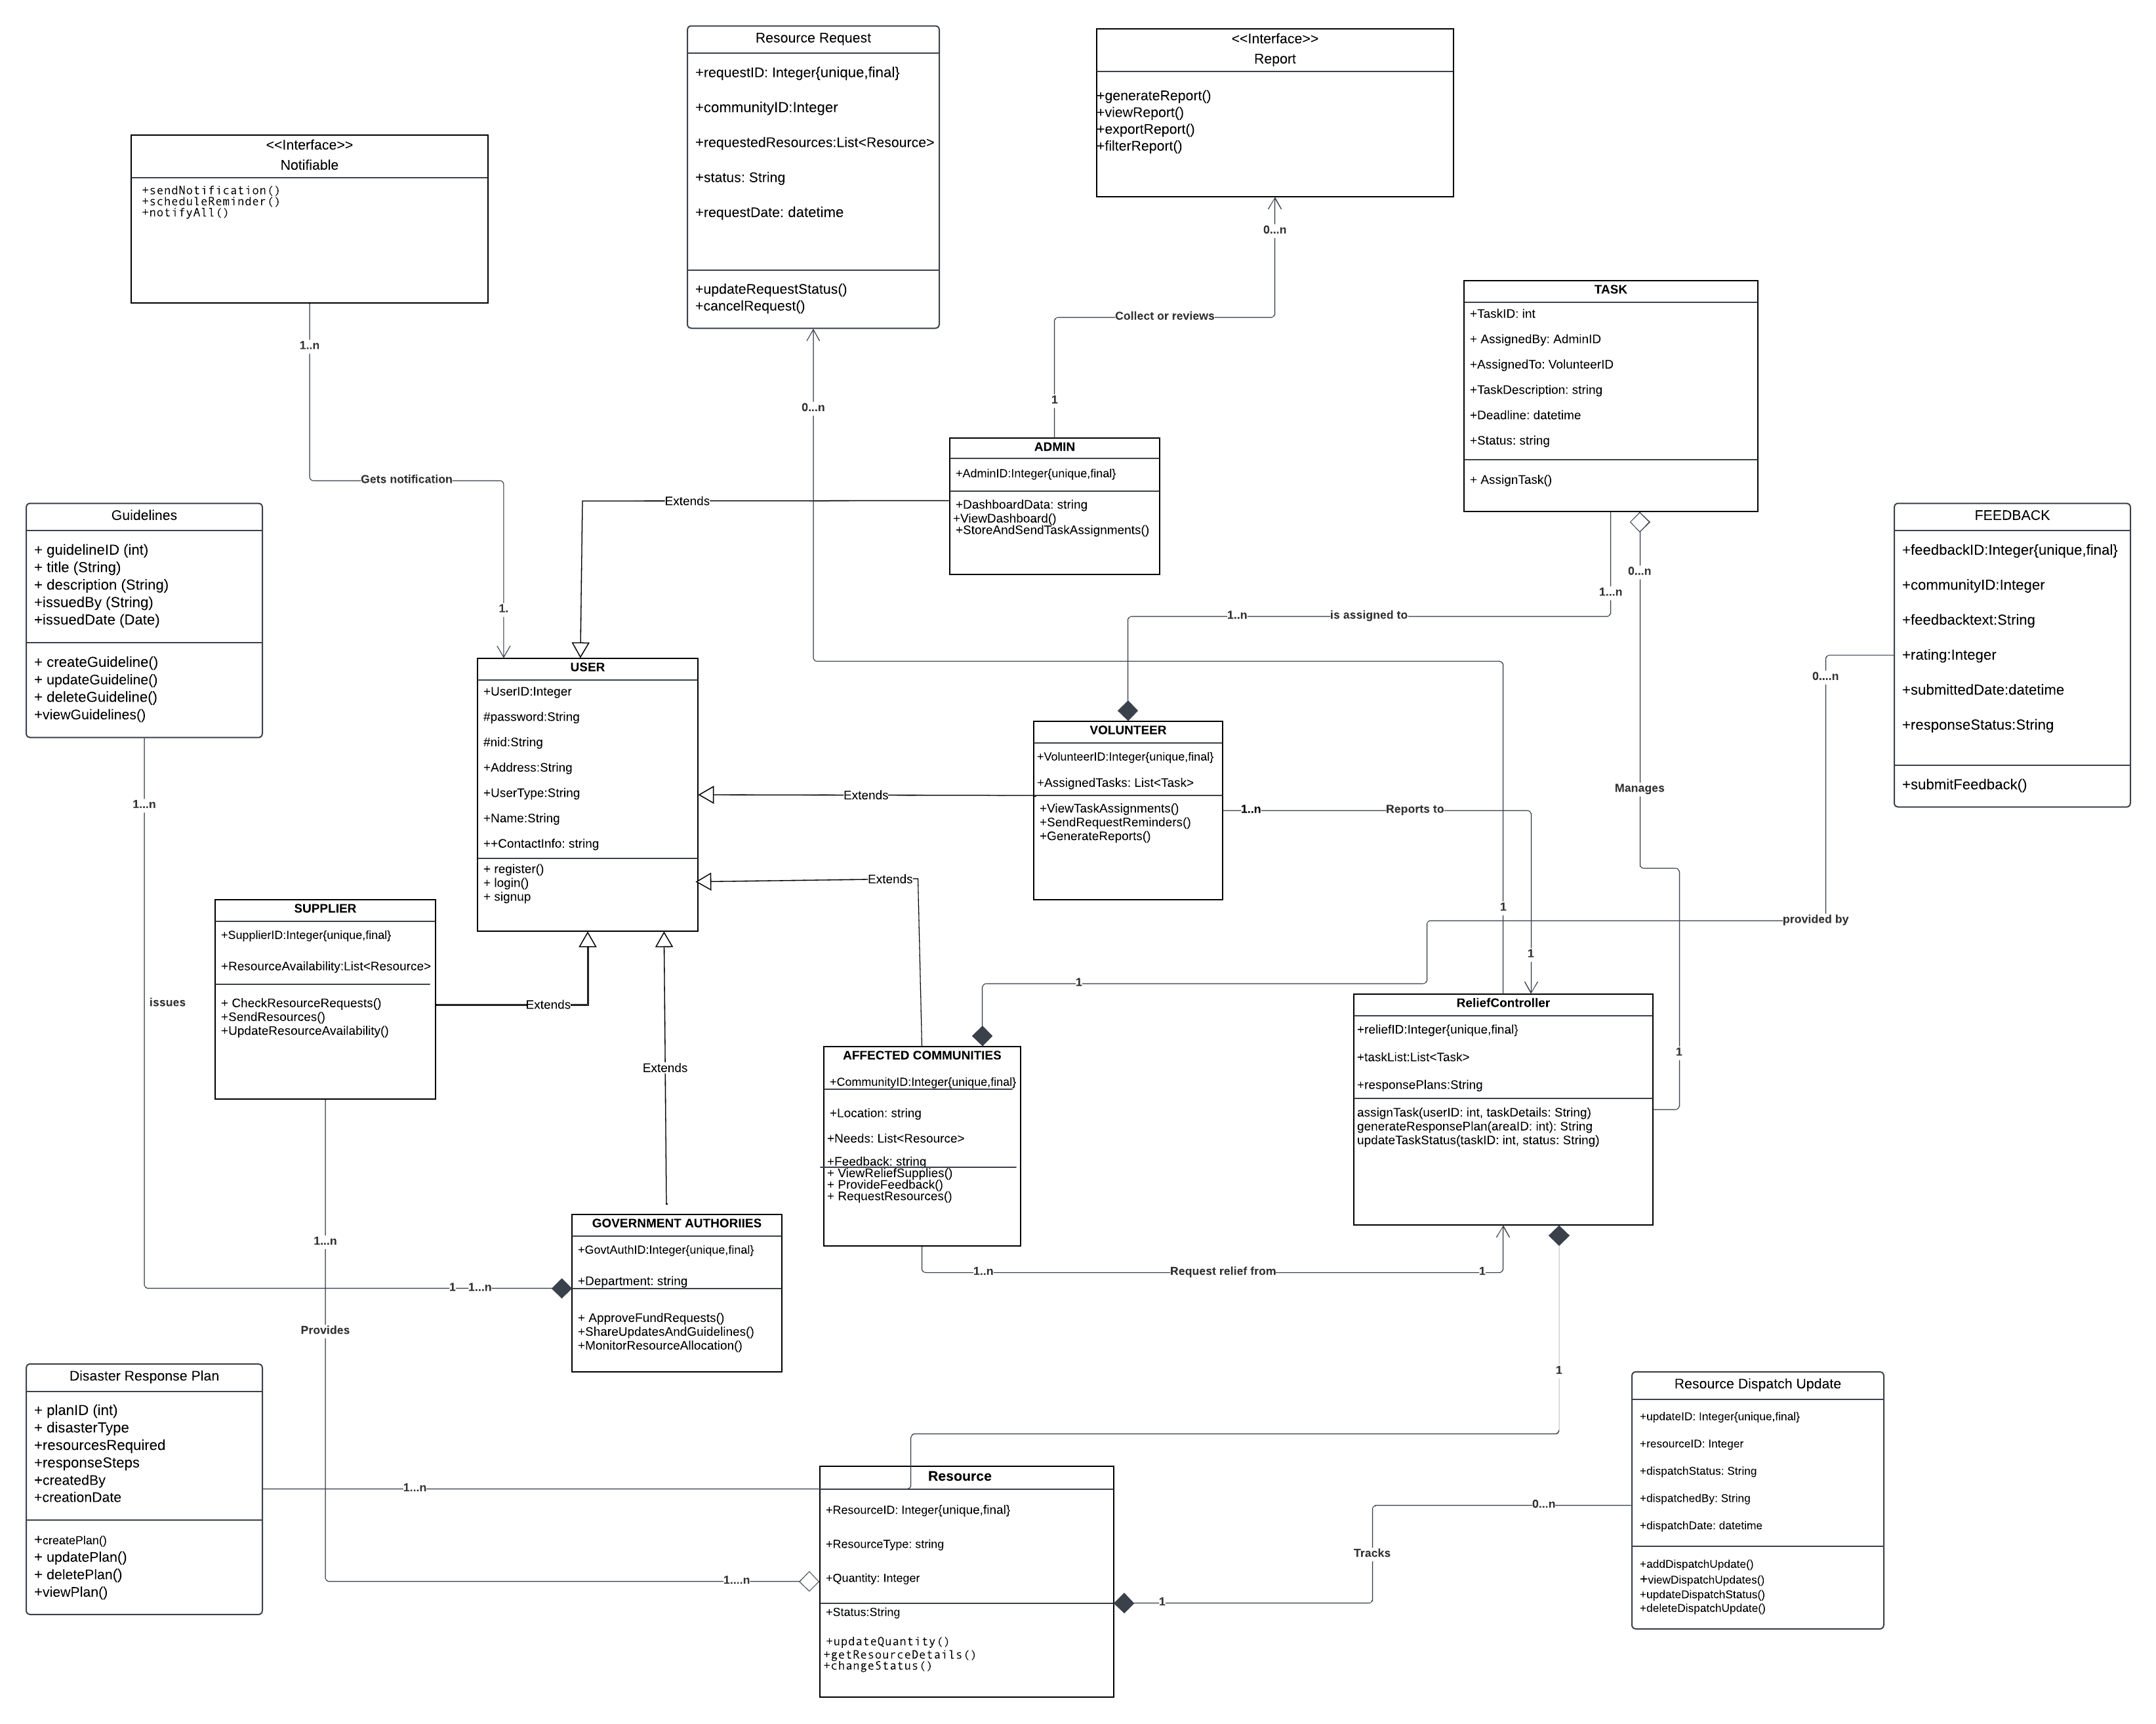 Resource Request
+requestID: Integer{unique,final}
+communityID:Integer
+requestedResources:List<Resource>
+status: String
+requestDate: datetime
+updateRequestStatus()
+cancelRequest()
<<Interface>>
Report
+generateReport()
+viewReport()
+exportReport()
+filterReport()
<<Interface>>
Notifiable
+sendNotification()
+scheduleReminder()
+notifyAll()
0...n
Collect or reviews
1
TASK
+TaskID: int
+ AssignedBy: AdminID
+AssignedTo: VolunteerID
+TaskDescription: string
+Deadline: datetime
+Status: string
+ AssignTask()
1..n
Gets notification
1.
0...n
ADMIN
+AdminID:Integer{unique,final}
+DashboardData: string
+ViewDashboard()
+StoreAndSendTaskAssignments()
Extends
Guidelines
+ guidelineID (int)
+ title (String)
+ description (String)
+issuedBy (String)
+issuedDate (Date)
+ createGuideline()
+ updateGuideline()
+ deleteGuideline()
+viewGuidelines()
FEEDBACK
+feedbackID:Integer{unique,final}
+communityID:Integer
+feedbacktext:String
+rating:Integer
+submittedDate:datetime
+responseStatus:String
+submitFeedback()
1...n
0...n
1..n
is assigned to
Manages
0....n
USER
+UserID:Integer
#password:String
#nid:String
+Address:String
+UserType:String
+Name:String
++ContactInfo: string
+ register()
+ login()
+ signup
Extends
VOLUNTEER
+VolunteerID:Integer{unique,final}
+AssignedTasks: List<Task>
+ViewTaskAssignments()
+SendRequestReminders()
+GenerateReports()
1..n
Reports to
1
1
provided by
1...n
issues
SUPPLIER
+SupplierID:Integer{unique,final}
+ResourceAvailability:List<Resource>
+ CheckResourceRequests()
+SendResources()
+UpdateResourceAvailability()
Extends
Extends
Extends
1
AFFECTED COMMUNITIES
+CommunityID:Integer{unique,final}
+Location: string
+Needs: List<Resource>
+Feedback: string
+ ViewReliefSupplies()
+ ProvideFeedback()
+ RequestResources()
ReliefController
+reliefID:Integer{unique,final}
+taskList:List<Task>
+responsePlans:String
assignTask(userID: int, taskDetails: String)
generateResponsePlan(areaID: int): String
updateTaskStatus(taskID: int, status: String)
1
1..n
Request relief from
1
GOVERNMENT AUTHORIIES
+GovtAuthID:Integer{unique,final}
+Department: string
+ ApproveFundRequests()
+ShareUpdatesAndGuidelines()
+MonitorResourceAllocation()
1
1...n
1...n
Provides
1
Disaster Response Plan
+ planID (int)
+ disasterType
+resourcesRequired
+responseSteps
+createdBy
+creationDate
+createPlan()
+ updatePlan()
+ deletePlan()
+viewPlan()
1...n
1....n
Resource
+ResourceID: Integer{unique,final}
+ResourceType: string
+Quantity: Integer
+Status:String
+updateQuantity()
+getResourceDetails()
+changeStatus()
1
Tracks
0...n
Resource Dispatch Update
+updateID: Integer{unique,final}
+resourceID: Integer
+dispatchStatus: String
+dispatchedBy: String
+dispatchDate: datetime
+addDispatchUpdate()
+viewDispatchUpdates()
+updateDispatchStatus()
+deleteDispatchUpdate()